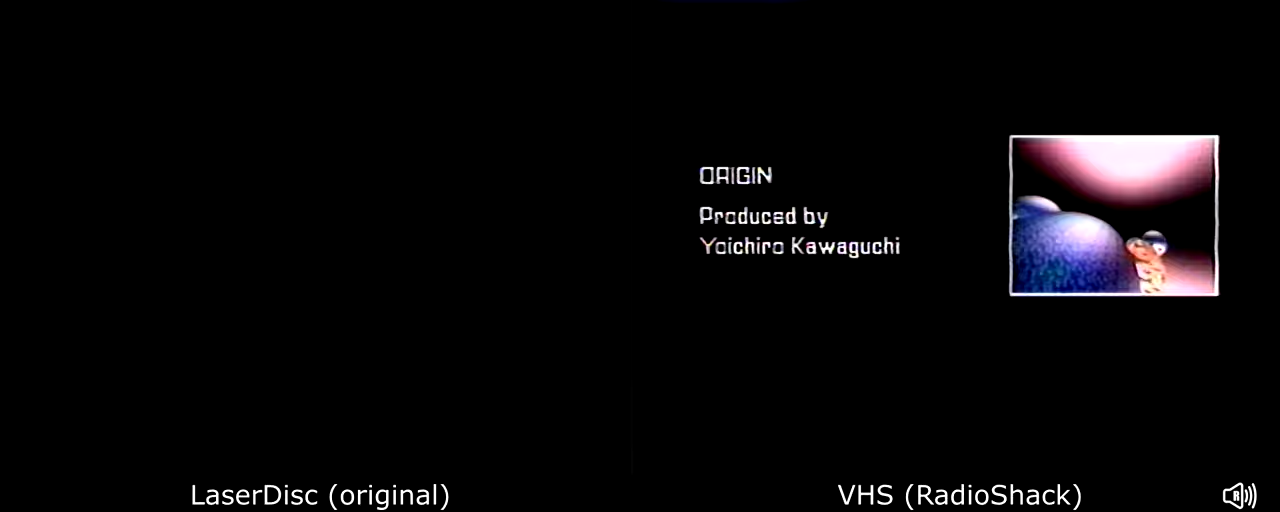 ORIGIN
Produced by
Yoichiro Kawaguchi
LaserDisc (original)
VHS (RadioShack)
R